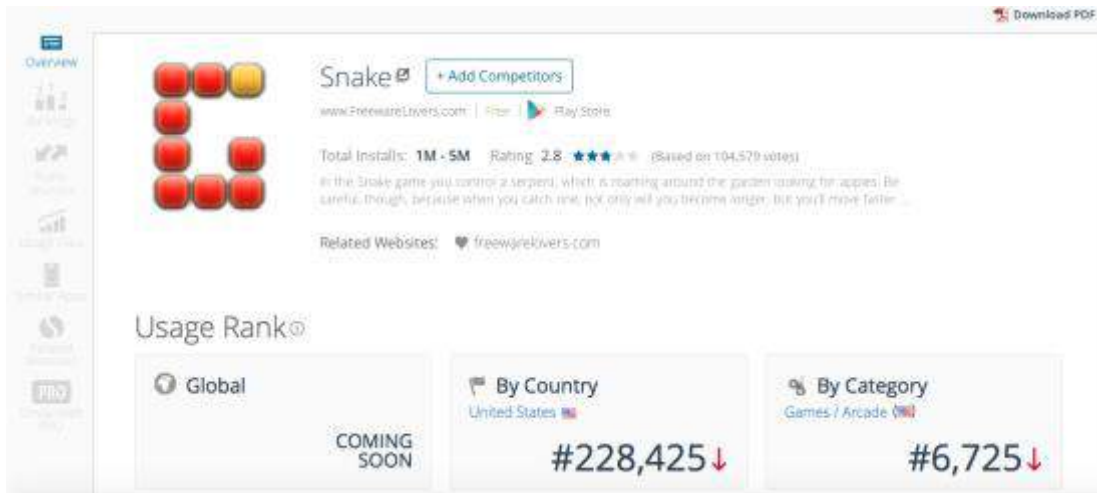 Download PDF
Overview
Snake + Add Competitors
www.FreewareLovers.com | Free | Play Store
Total Installs: 1M - 5M Rating 2.8 (Based on 104,579 votes)
In the Snake game you control a serpent, which is roaming around the garden looking for apples. Be
careful, though, because when you catch one, not only will you become longer, but you'll move faster ...
Related Websites: freewarelovers.com
Usage Rank
Global
COMING
SOON
By Country
United States
#228,425
By Category
Games / Arcade
#6,725
PRO